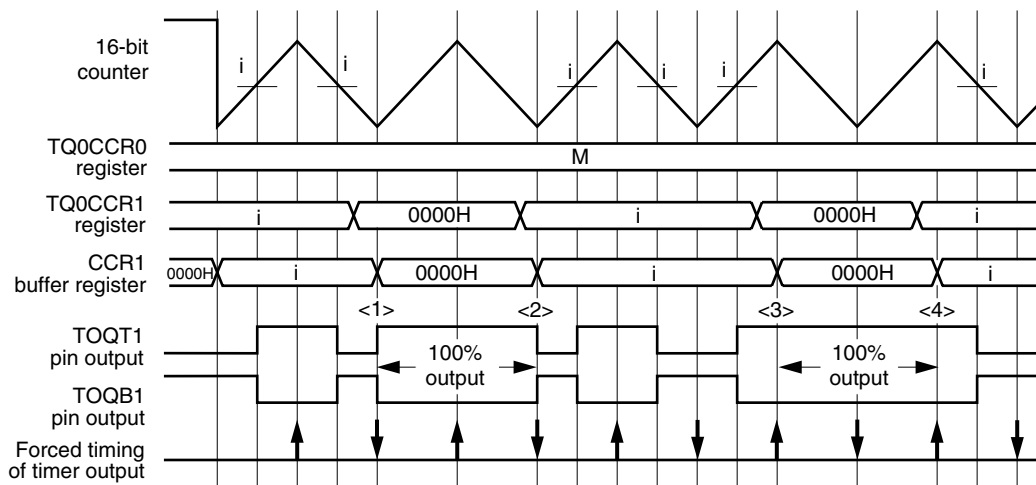 16-bit
counter
i
i
i
i
i
i
TQ0CCR0
register
M
TQ0CCR1
register
i
0000H
i
0000H
i
CCR1
buffer register
0000H
i
0000H
i
0000H
i
<1>
<2>
<3>
<4>
TOQT1
pin output
100%
output
100%
output
TOQB1
pin output
Forced timing
of timer output